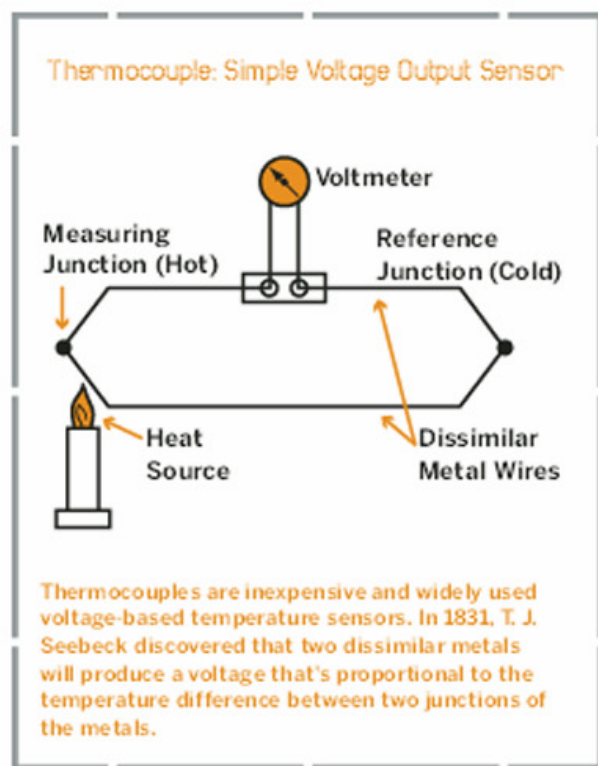 Thermocouple: Simple Voltage Output Sensor
Voltmeter
Measuring
Junction (Hot)
Reference
Junction (Cold)
Heat
Source
Dissimilar
Metal Wires
Thermocouples are inexpensive and widely used
voltage-based temperature sensors. In 1831, T. J.
Seebeck discovered that two dissimilar metals
will produce a voltage that's proportional to the
temperature difference between two junctions of
the metals.